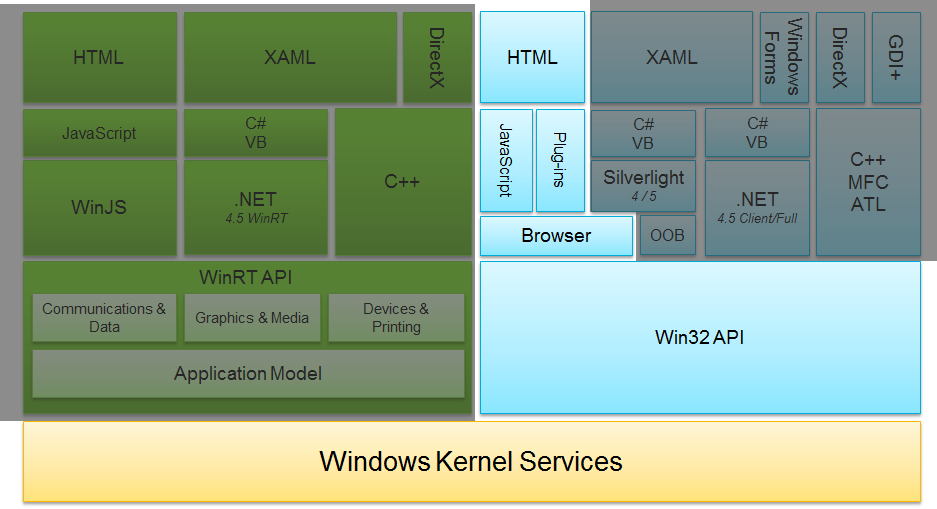 HTML
XAML
DirectX
HTML
XAML
Windows
Forms
DirectX
GDI+
JavaScript
C#
VB
C++
JavaScript
Plug-ins
C#
VB
C#
VB
C++
MFC
ATL
WinJS
.NET
4.5 WinRT
Silverlight
4 / 5
.NET
4.5 Client/Full
Browser
OOB
WinRT API
Communications &
Data
Graphics & Media
Devices &
Printing
Application Model
Win32 API
Windows Kernel Services